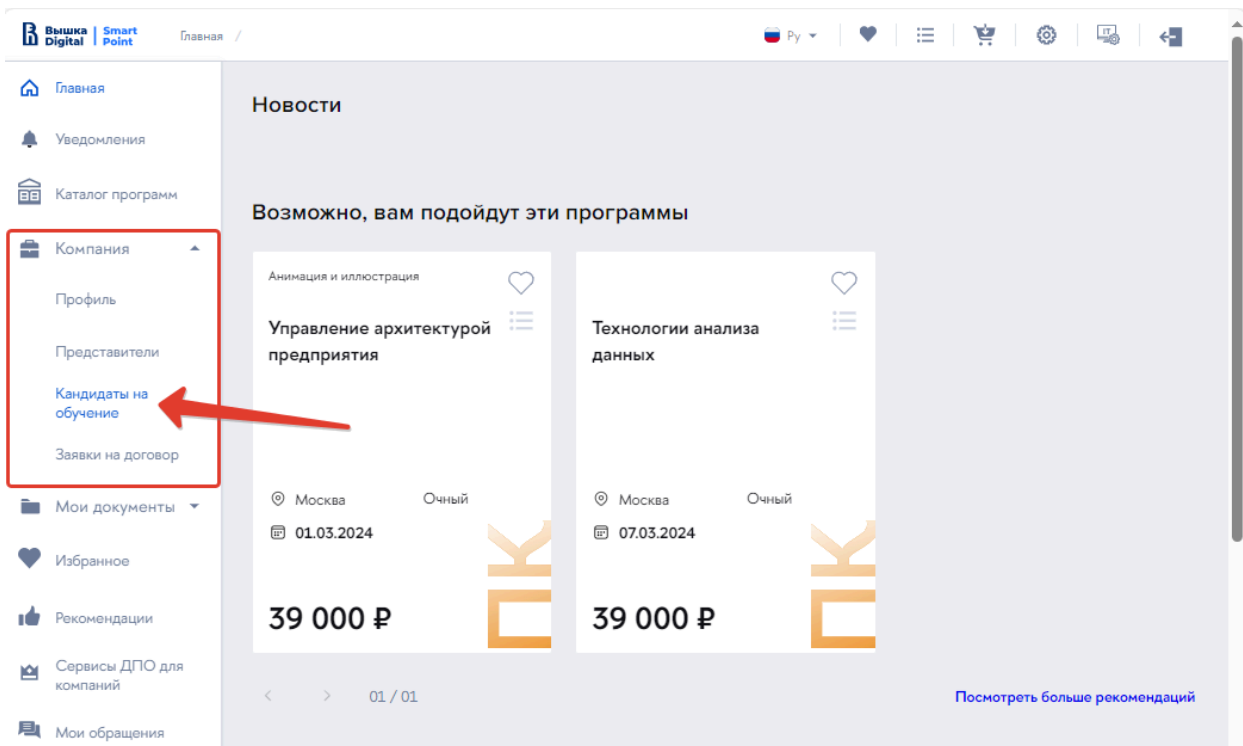 Вышка Digital | Smart Point
Главная /
Ру
Главная
Уведомления
Каталог программ
Компания
Профиль
Представители
Кандидаты на
обучение
Заявки на договор
Мои документы
Избранное
Рекомендации
Сервисы ДПО для
компаний
Мои обращения
Новости
Возможно, вам подойдут эти программы
Анимация и иллюстрация
Управление архитектурой
предприятия
Москва Очный
01.03.2024
39 000 ₽
ПК
Технологии анализа
данных
Москва Очный
07.03.2024
39 000 ₽
ПК
01 / 01
Посмотреть больше рекомендаций